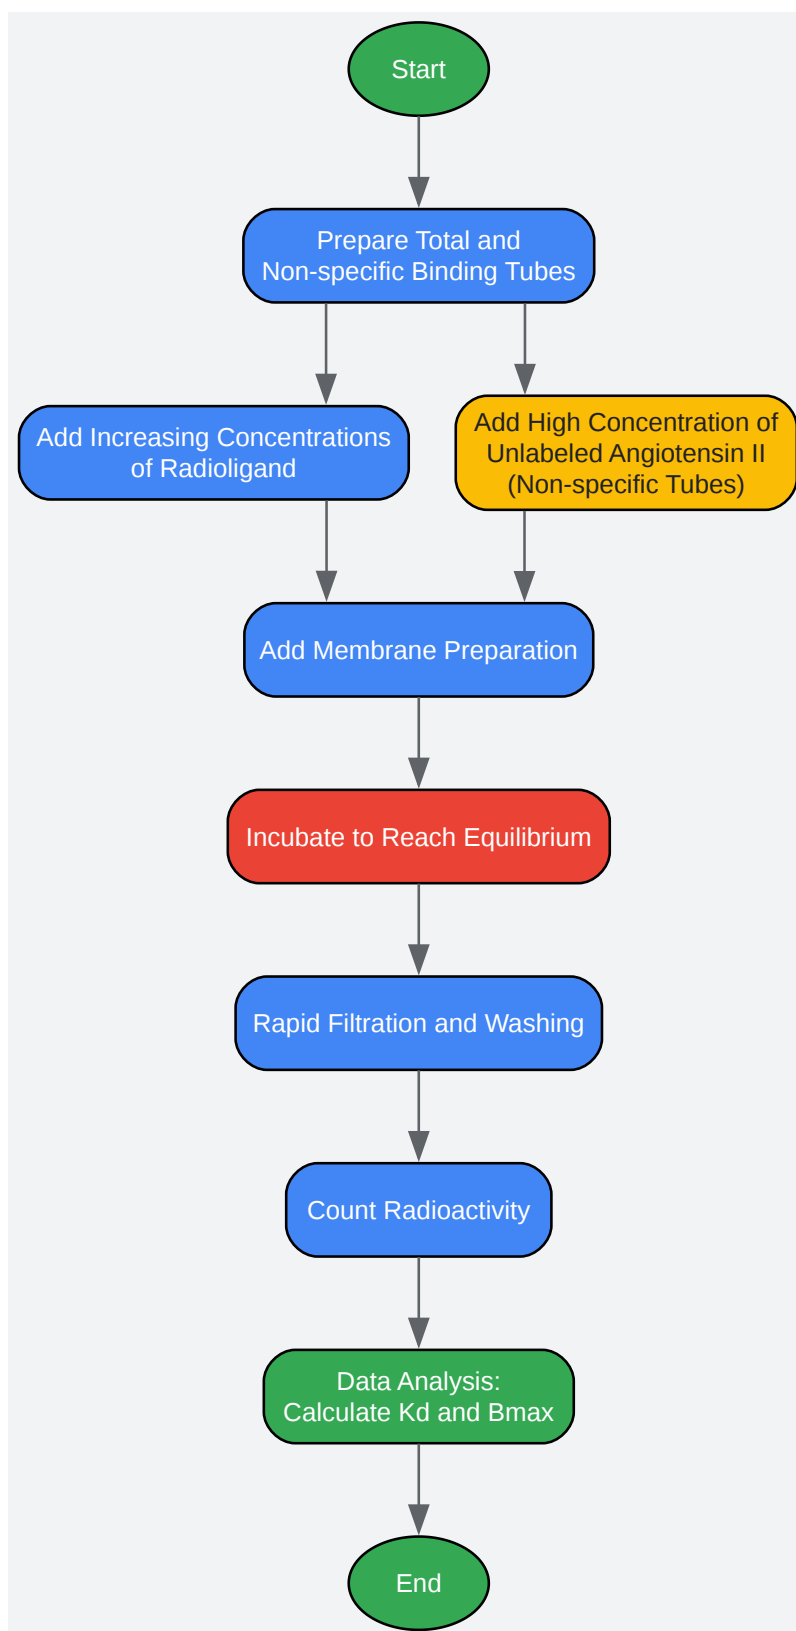 Start
Prepare Total and
Non-specific Binding Tubes
Add Increasing Concentrations
of Radioligand
Add High Concentration of
Unlabeled Angiotensin II
(Non-specific Tubes)
Add Membrane Preparation
Incubate to Reach Equilibrium
Rapid Filtration and Washing
Count Radioactivity
Data Analysis:
Calculate Kd and Bmax
End